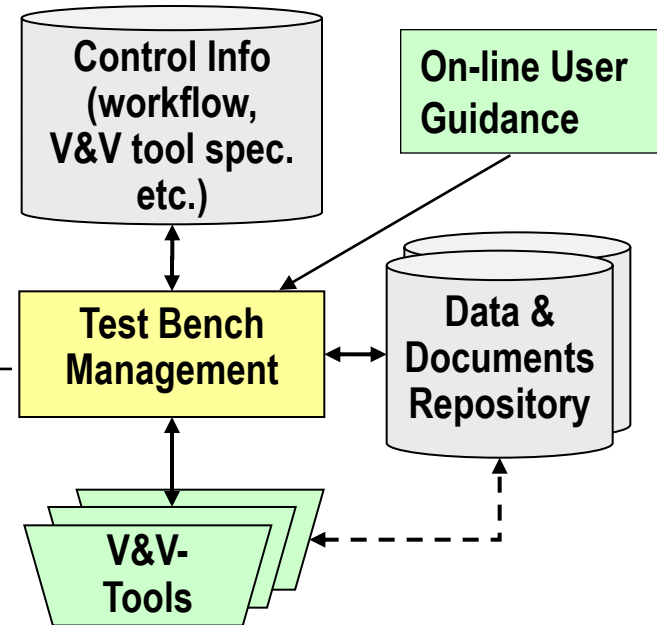 Control Info
(workflow,
V&V tool spec.
etc.)
On-line User
Guidance
Test Bench
Management
Data &
Documents
Repository
V&V-
Tools